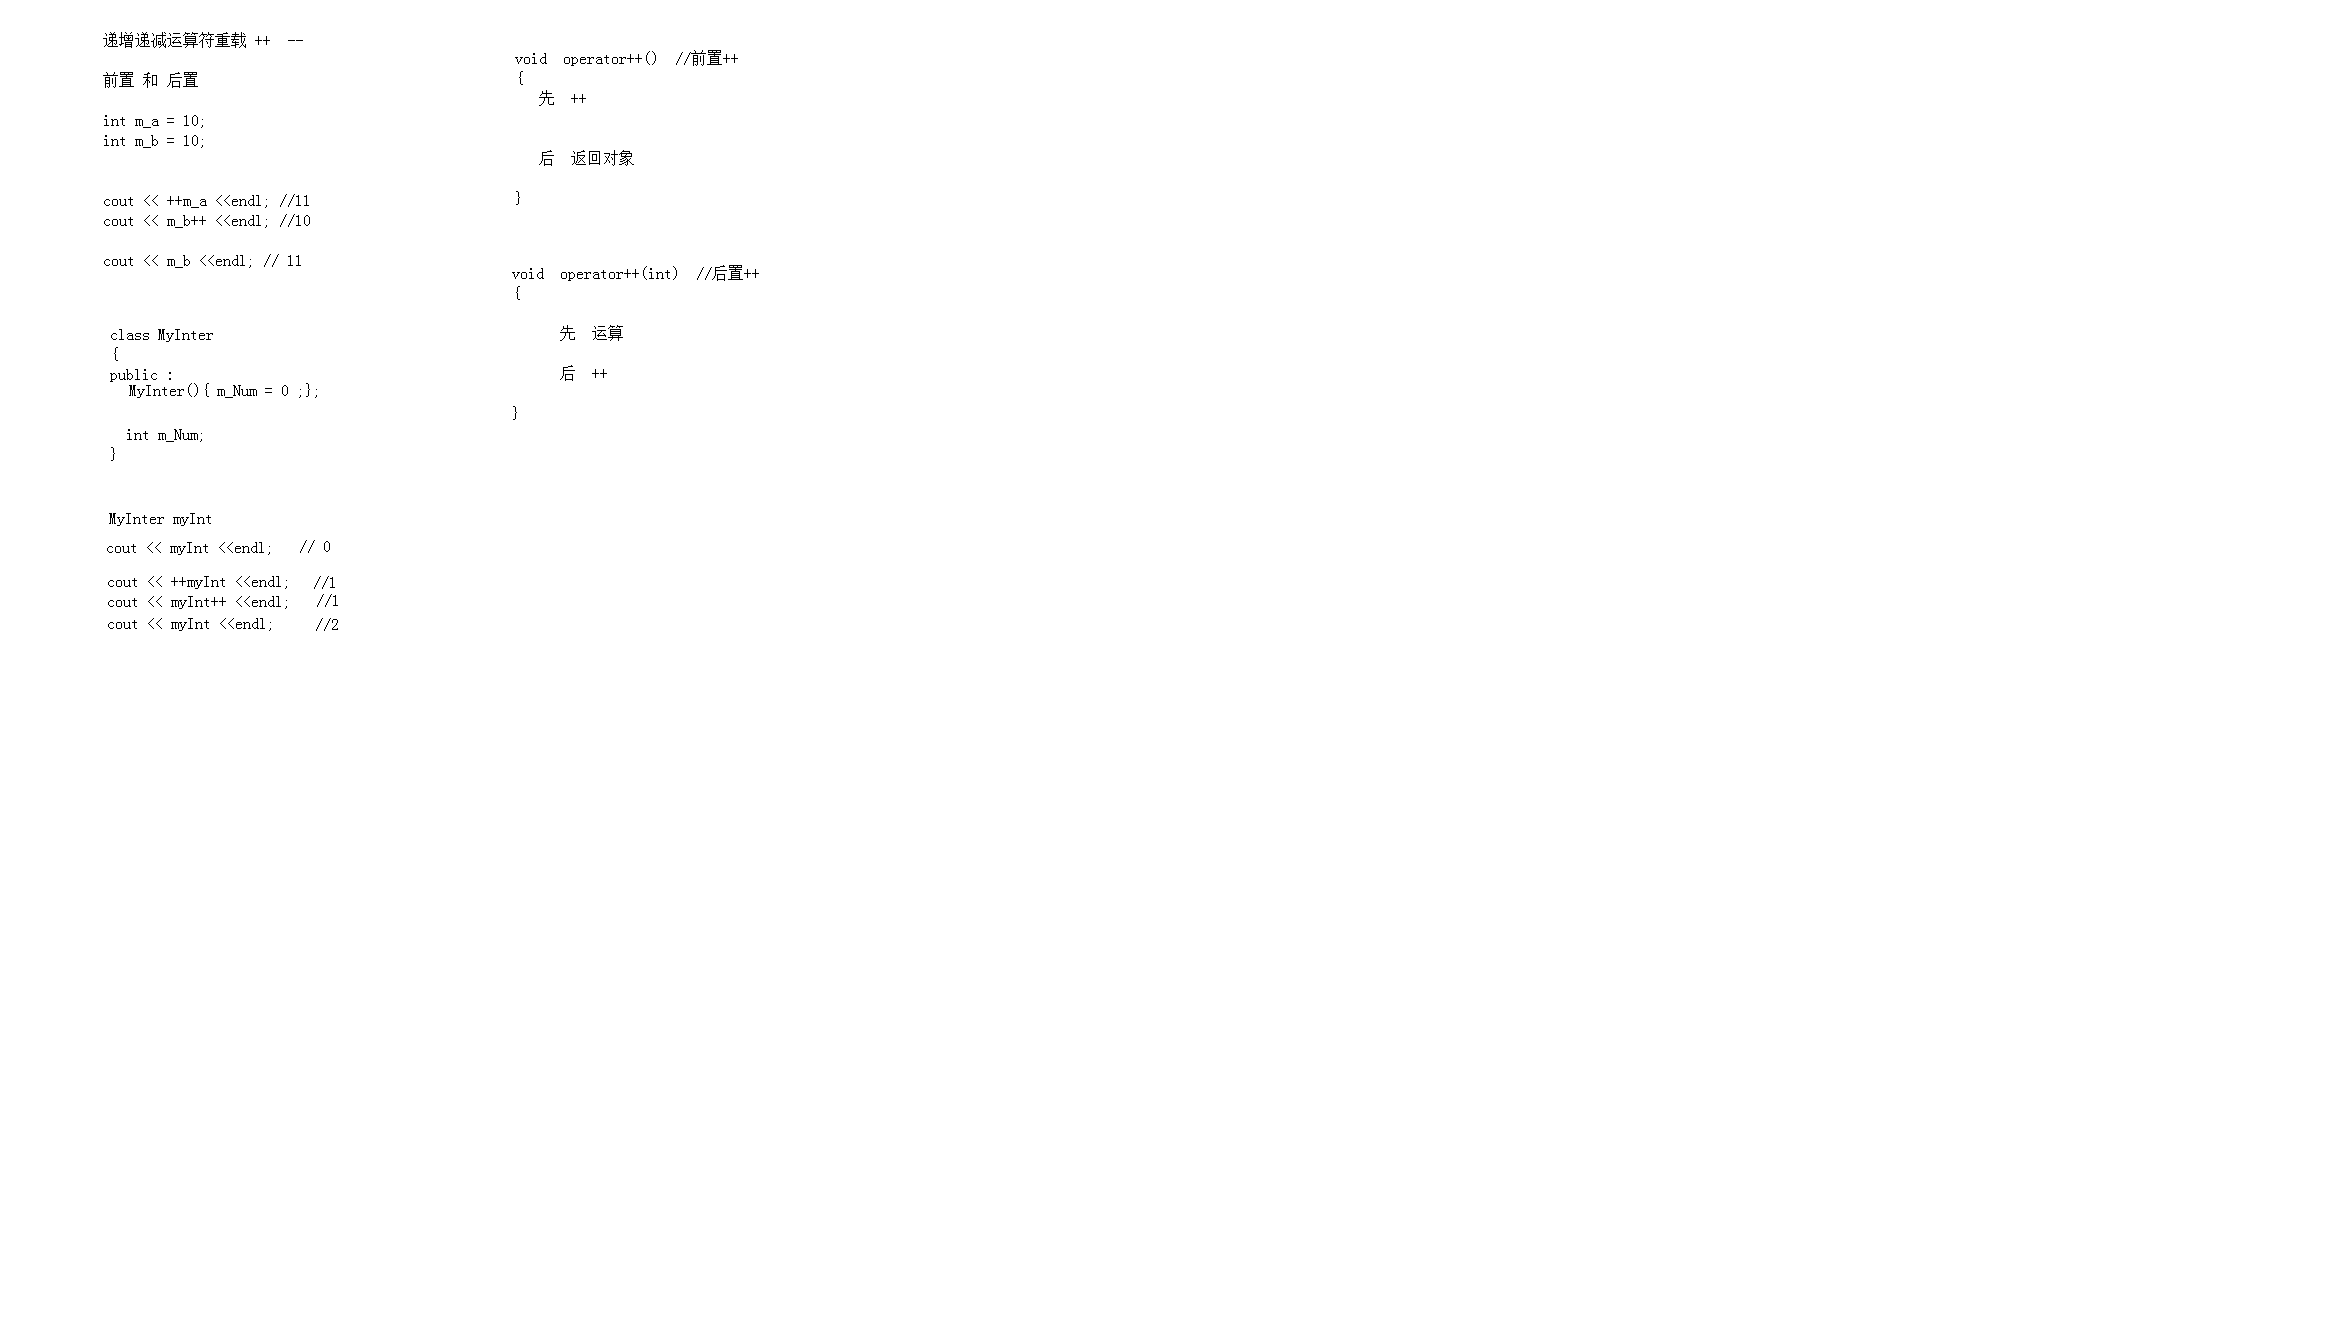 递增递减运算符重载 ++  --
前置 和 后置
int m_a = 10;
int m_b = 10;
cout << ++m_a <<endl; //11
cout << m_b++ <<endl; //10
cout << m_b <<endl; // 11
class MyInter
{
public :
MyInter(){ m_Num = 0 ;};
int m_Num;
}
MyInter myInt
cout << myInt <<endl;   // 0
cout << ++myInt <<endl;   //1
cout << myInt++ <<endl;   //1
cout << myInt <<endl;     //2
void  operator++()  //前置++
{
先  ++
后  返回对象
}
void  operator++(int)  //后置++
{
先  运算
后  ++
}